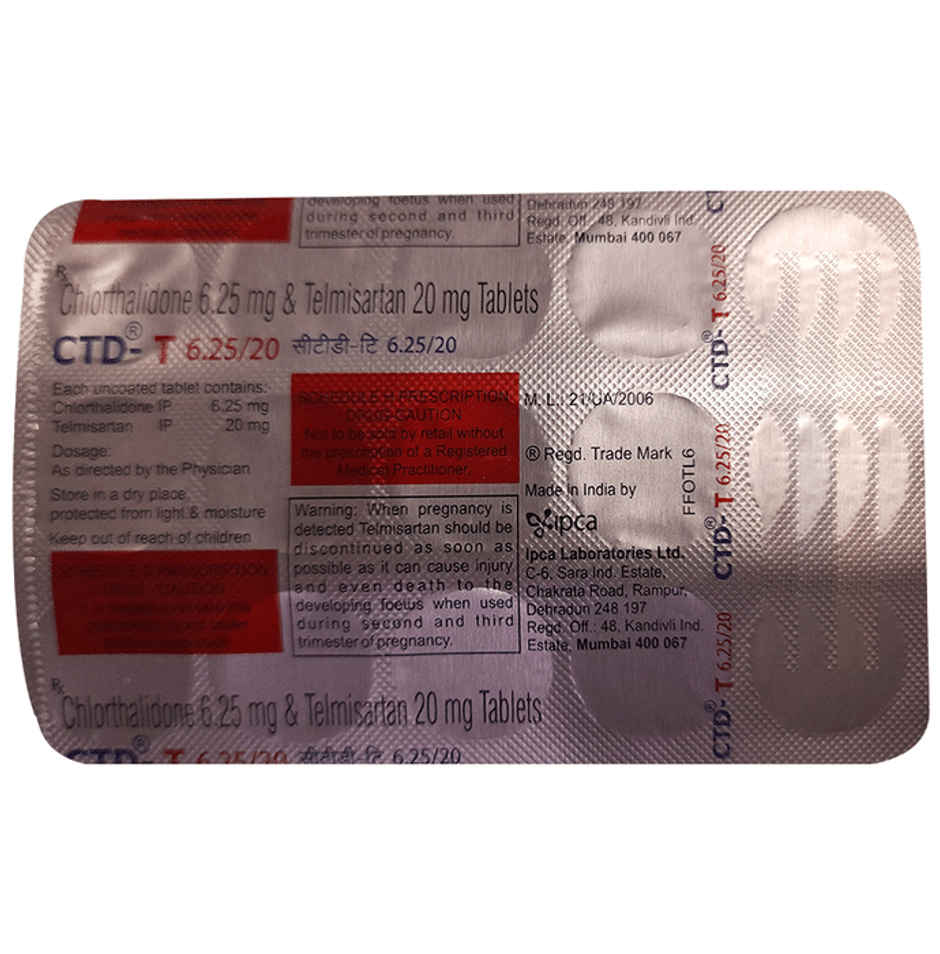 developing foetus when used
during second and third
trimester of pregnancy.
Dehradun 248 197
Regd. Off.: 48, Kandivli Ind.
Estate, Mumbai 400 067
Rx
Chlorthalidone 6.25 mg & Telmisartan 20 mg Tablets
CTD®-T 6.25/20 सीटीडी-टि 6.25/20
Each uncoated tablet contains:
Chlorthalidone IP 6.25 mg
Telmisartan IP 20 mg
Dosage:
As directed by the Physician
Store in a dry place,
protected from light & moisture
Keep out of reach of children
SCHEDULE H PRESCRIPTION
DRUG-CAUTION
Not to be sold by retail without
the prescription of a Registered
Medical Practitioner.
Warning: When pregnancy is
detected Telmisartan should be
discontinued as soon as
possible as it can cause injury
and even death to the
developing foetus when used
during second and third
trimester of pregnancy.
M. L.: 21/UA/2006
® Regd. Trade Mark
Made in India by
ipca
Ipca Laboratories Ltd.
C-6, Sara Ind. Estate,
Chakrata Road, Rampur,
Dehradun 248 197
Regd. Off.: 48, Kandivli Ind.
Estate, Mumbai 400 067
FFOTL6
CTD®-T 6.25/20
CTD®-T 6.25/20
CTD®-T 6.25/20
Rx
Chlorthalidone 6.25 mg & Telmisartan 20 mg Tablets
CTD®-T 6.25/20 सीटीडी-टि 6.25/20